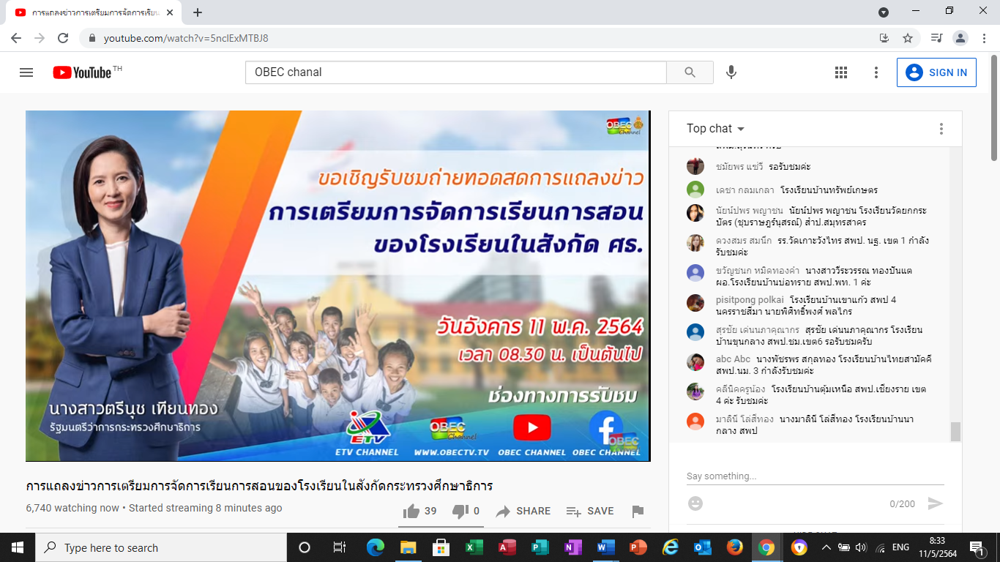 การแถลงข่าวการเตรียมการจัดการเรียน
youtube.com/watch?v=5nclExMTBJ8
YouTube TH
OBEC chanal
SIGN IN
OBEC Channel
ขอเชิญรับชมถ่ายทอดสดการแถลงข่าว
การเตรียมการจัดการเรียนการสอน
ของโรงเรียนในสังกัด ศธ.
วันอังคาร 11 พ.ค. 2564
เวลา 08.30 น. เป็นต้นไป
ช่องทางการรับชม
นางสาวตรีนุช เทียนทอง
รัฐมนตรีว่าการกระทรวงศึกษาธิการ
ETV
OBEC Channel
OBEC
ETV CHANNEL WWW.OBECTV.TV OBEC CHANNEL OBEC CHANNEL
การแถลงข่าวการเตรียมการจัดการเรียนการสอนของโรงเรียนในสังกัดกระทรวงศึกษาธิการ
6,740 watching now • Started streaming 8 minutes ago
39 0 SHARE SAVE
Top chat
ชมัยพร แซ่วี รอรับชมค่ะ
เดชา กลมเกลา โรงเรียนบ้านทรัพย์เกษตร
นัยน์ปพร พญาชน นัยน์ปพร พญาชน โรงเรียนวัดยกกระ
บัตร (ชุบราษฎร์นุสรณ์) สำป.สมุทรสาคร
ดวงสมร สมนึก รร.วัดเกาะวังไทร สพป. นฐ. เขต 1 กำลัง
รับชมค่ะ
ขวัญชนก หมีดทองคำ นางสาววีระวรรณ ทองปันแต
ผอ.โรงเรียนบ้านบ่อทราย สพป.พท. 1 ค่ะ
pisitpong polkai โรงเรียนบ้านเขาแก้ว สพป 4
นครราชสีมา นายพิศิทธิ์พงศ์ พลไกร
สุรชัย เด่นนภาคุณากร สุรชัย เด่นนภาคุณากร โรงเรียน
บ้านขุนกลาง สพป.ชม.เขต6 รอรับชมครับ
abc Abc นางพัชรพร สกุลทอง โรงเรียนบ้านไทยสามัคคี
สพป.นม. 3 กำลังรับชมค่ะ
คลีนิคครูน้อง โรงเรียนบ้านตุ้มเหนือ สพป.เชียงราย เขต
4 ค่ะ รับชมค่ะ
มาลินี โล่สีทอง นางมาลินี โล่สีทอง โรงเรียนบ้านนา
กลาง สพป
Say something...
0/200
Type here to search
ENG
8:33
11/5/2564
1